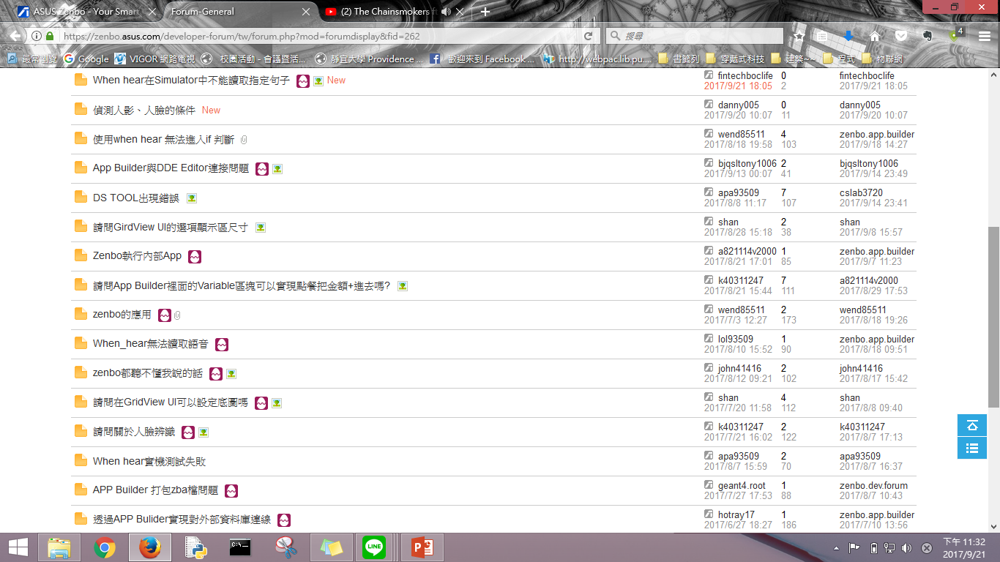 ASUS Zenbo - Your Smart
Forum-General
(2) The Chainsmokers ft
https://zenbo.asus.com/developer-forum/tw/forum.php?mod=forumdisplay&fid=262
搜尋
4
最常瀏覽
Google
VIGOR 網路電視
校園活動 - 會議暨活...
靜宜大學 Providence ...
歡迎來到 Facebook ...
http://webpac.lib.pu....
書籤列
穿戴式科技
建築~~
程式
物聯網
When hear在Simulator中不能讀取指定句子 New
fintechboclife 0 fintechboclife
2017/9/21 18:05 2 2017/9/21 18:05
偵測人影、人臉的條件 New
danny005 0 danny005
2017/9/20 10:07 11 2017/9/20 10:07
使用when hear 無法進入if 判斷
wend85511 4 zenbo.app.builder
2017/8/18 19:58 103 2017/9/18 14:27
App Builder與DDE Editor連接問題
bjqsltony1006 2 bjqsltony1006
2017/9/13 00:07 41 2017/9/14 23:49
DS TOOL出現錯誤
apa93509 7 cslab3720
2017/8/8 11:17 107 2017/9/14 23:41
請問GirdView UI的選項顯示區尺寸
shan 2 shan
2017/8/28 15:18 38 2017/9/8 15:57
Zenbo執行內部App
a821114v2000 1 zenbo.app.builder
2017/8/21 17:01 85 2017/9/7 11:23
請問App Builder裡面的Variable區塊可以實現點餐把金額+進去嗎?
k40311247 7 a821114v2000
2017/8/21 15:44 111 2017/8/29 17:53
zenbo的應用
wend85511 2 wend85511
2017/7/3 12:27 173 2017/8/18 19:26
When_hear無法讀取語音
lol93509 1 zenbo.app.builder
2017/8/10 15:52 90 2017/8/18 09:51
zenbo都聽不懂我說的話
john41416 2 john41416
2017/8/12 09:21 102 2017/8/17 15:42
請問在GridView UI可以設定底圖嗎
shan 4 shan
2017/7/20 11:58 112 2017/8/8 09:40
請問關於人臉辨識
k40311247 2 k40311247
2017/7/21 16:02 122 2017/8/7 17:13
When hear實機測試失敗
apa93509 2 apa93509
2017/8/7 15:59 70 2017/8/7 16:37
APP Builder 打包zba檔問題
geant4.root 1 zenbo.dev.forum
2017/7/27 17:53 88 2017/8/7 10:43
透過APP Bulider實現對外部資料庫連線
hotray17 1 zenbo.app.builder
2017/6/27 18:27 186 2017/7/10 13:56
LINE
下午 11:32
2017/9/21